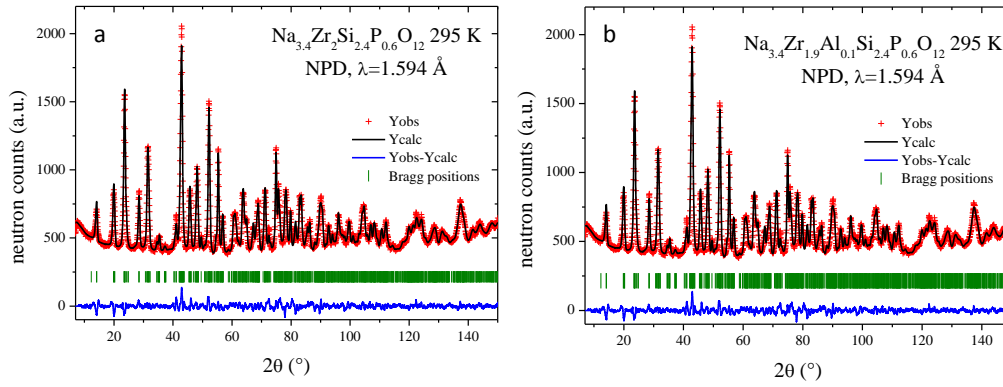 a
Na3.4Zr2Si2.4P0.6O12 295 K
NPD, λ=1.594 Å
Yobs
Ycalc
Yobs-Ycalc
Bragg positions
neutron counts (a.u.)
2000
1500
1000
500
0
20 40 60 80 100 120 140
2θ (°)
b
Na3.4Zr1.9Al0.1Si2.4P0.6O12 295 K
NPD, λ=1.594 Å
Yobs
Ycalc
Yobs-Ycalc
Bragg positions
neutron counts (a.u.)
2000
1500
1000
500
0
20 40 60 80 100 120 140
2θ (°)